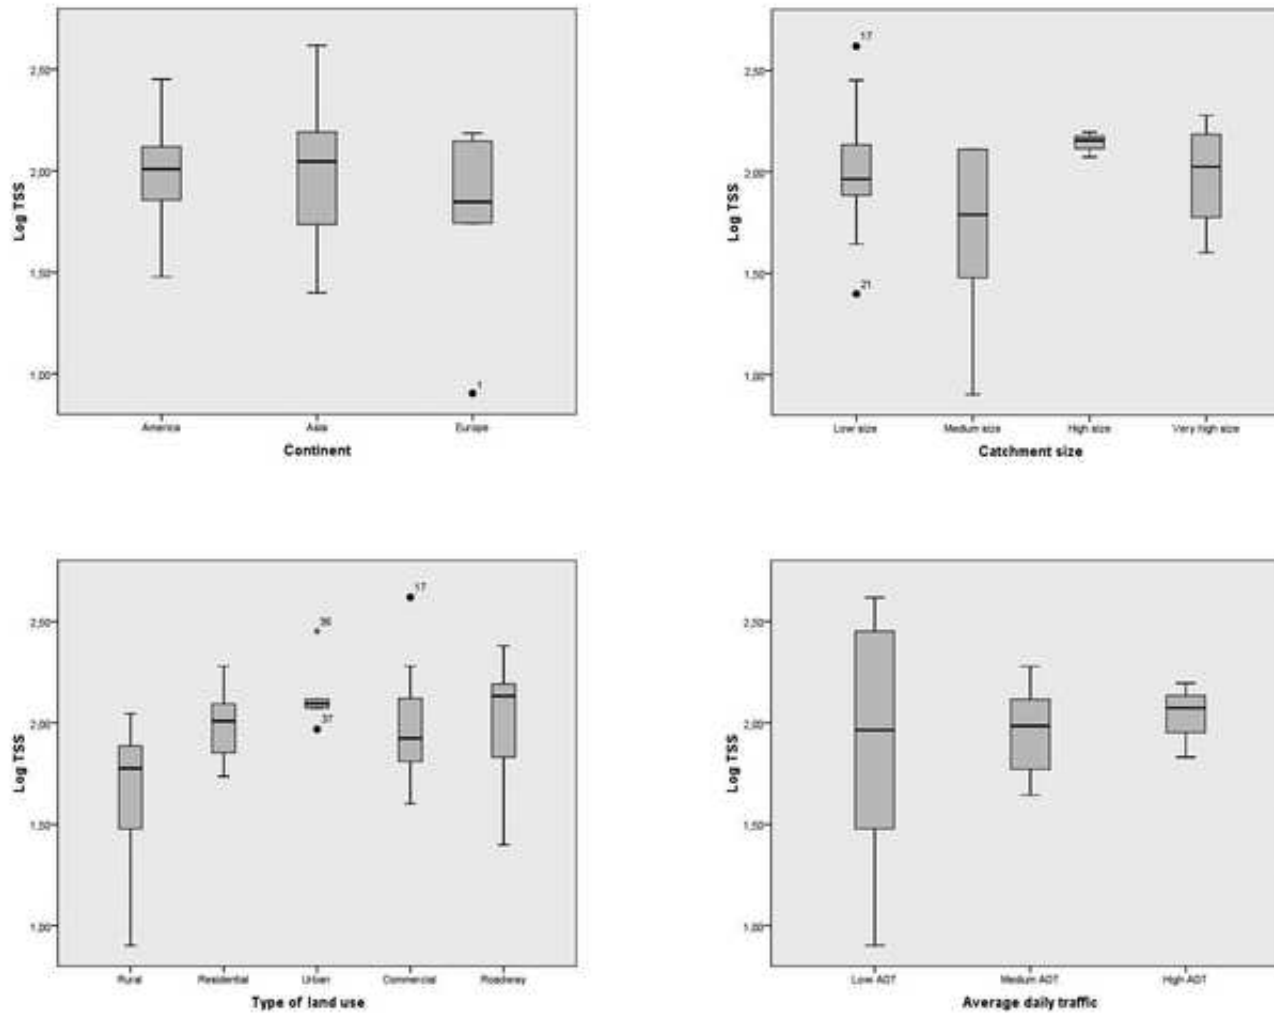 2,50
2,00
1,50
1,00
Log TSS
1
America Asia Europe
Continent
2,50
2,00
1,50
1,00
Log TSS
17
21
Low size Medium size High size Very high size
Catchment size
2,50
2,00
1,50
1,00
Log TSS
36
17
37
Rural Residential Urban Commercial Roadway
Type of land use
2,50
2,00
1,50
1,00
Log TSS
Low ADT Medium ADT High ADT
Average daily traffic